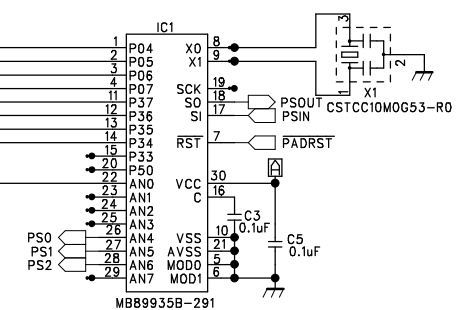 IC1
1 P04 X0 8
2 P05 X1 9
3 P06
4 P07 SCK 19
11 P37 SO 18 PSOUT
12 P36 SI 17 PSIN
13 P35
14 P34 RST 7 PADRST
15 P33
20 P50
22 AN0 VCC 30
23 AN1 C 16
24 AN2
25 AN3
PS0 26 AN4 VSS 10
PS1 27 AN5 AVSS 21
PS2 28 AN6 MOD0 5
29 AN7 MOD1 6
MB89935B-291
3
2
1
X1
CSTCC10M0G53-R0
A
C3
0.1uF
C5
0.1uF